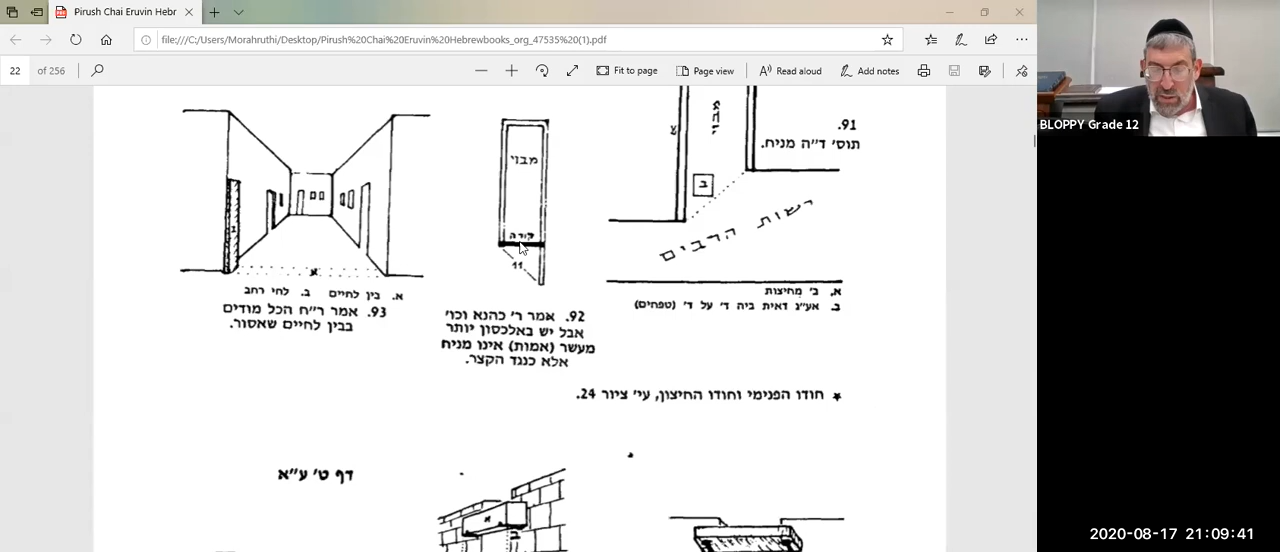 Pirush Chai Eruvin Hebr
file:///C:/Users/Morahruthi/Desktop/Pirush%20Chai%20Eruvin%20Hebrewbooks_org_47535%20(1).pdf
22 of 256
Fit to page
Page view
Read aloud
Add notes
BLOPPY Grade 12
מבוי
91.
תוס' ד"ה מניח.
ב
רשות הרבים
א. ב' מחיצות
ב. אע"ג דאית ביה ד' על ד' (טפחים)
מבוי
קורה
11
92. אמר ר' כהנא וכו'
אבל יש באלכסון יותר
מעשר (אמות) אינו מניח
אלא כנגד הקצר.
א
ב
א. בין לחיים ב. לחי רחב
93. אמר ר"ח הכל מודים
בבין לחיים שאסור.
* חודו הפנימי וחודו החיצון, עי' ציור 24.
דף ט' ע"א
א
ב
2020-08-17 21:09:41